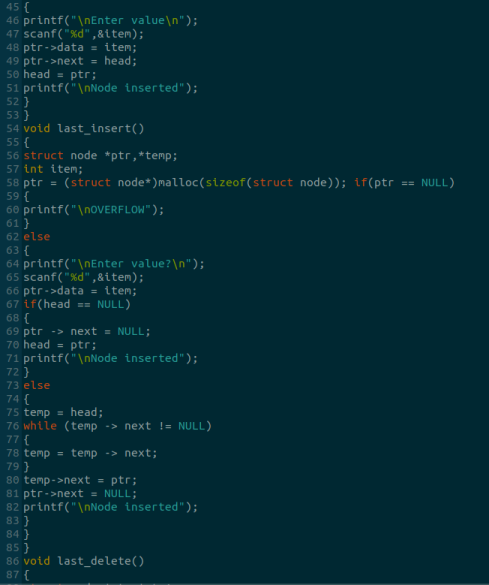 45 {
46 printf("\nEnter value\n");
47 scanf("%d",&item);
48 ptr->data = item;
49 ptr->next = head;
50 head = ptr;
51 printf("\nNode inserted");
52 }
53 }
54 void last_insert()
55 {
56 struct node *ptr,*temp;
57 int item;
58 ptr = (struct node*)malloc(sizeof(struct node)); if(ptr == NULL)
59 {
60 printf("\nOVERFLOW");
61 }
62 else
63 {
64 printf("\nEnter value?\n");
65 scanf("%d",&item);
66 ptr->data = item;
67 if(head == NULL)
68 {
69 ptr -> next = NULL;
70 head = ptr;
71 printf("\nNode inserted");
72 }
73 else
74 {
75 temp = head;
76 while (temp -> next != NULL)
77 {
78 temp = temp -> next;
79 }
80 temp->next = ptr;
81 ptr->next = NULL;
82 printf("\nNode inserted");
83 }
84 }
85 }
86 void last_delete()
87 {